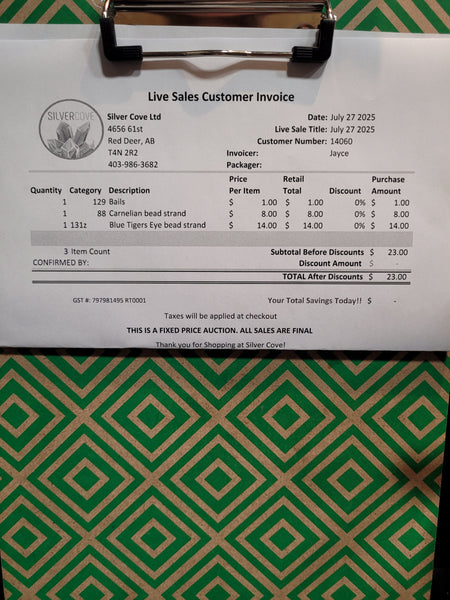 Live Sales Customer Invoice
SILVERCOVE
Silver Cove Ltd Date: July 27 2025
4656 61st Live Sale Title: July 27 2025
Red Deer, AB Customer Number: 14060
T4N 2R2 Invoicer: Jayce
403-986-3682 Packager:
Quantity Category Description Price Per Item Retail Total Discount Purchase Amount
1 129 Bails $ 1.00 $ 1.00 0% $ 1.00
1 88 Carnelian bead strand $ 8.00 $ 8.00 0% $ 8.00
1 131z Blue Tigers Eye bead strand $ 14.00 $ 14.00 0% $ 14.00
3 Item Count Subtotal Before Discounts $ 23.00
CONFIRMED BY: Discount Amount $ -
TOTAL After Discounts $ 23.00
GST #: 797981495 RT0001 Your Total Savings Today!! $ -
Taxes will be applied at checkout
THIS IS A FIXED PRICE AUCTION. ALL SALES ARE FINAL
Thank you for Shopping at Silver Cove!